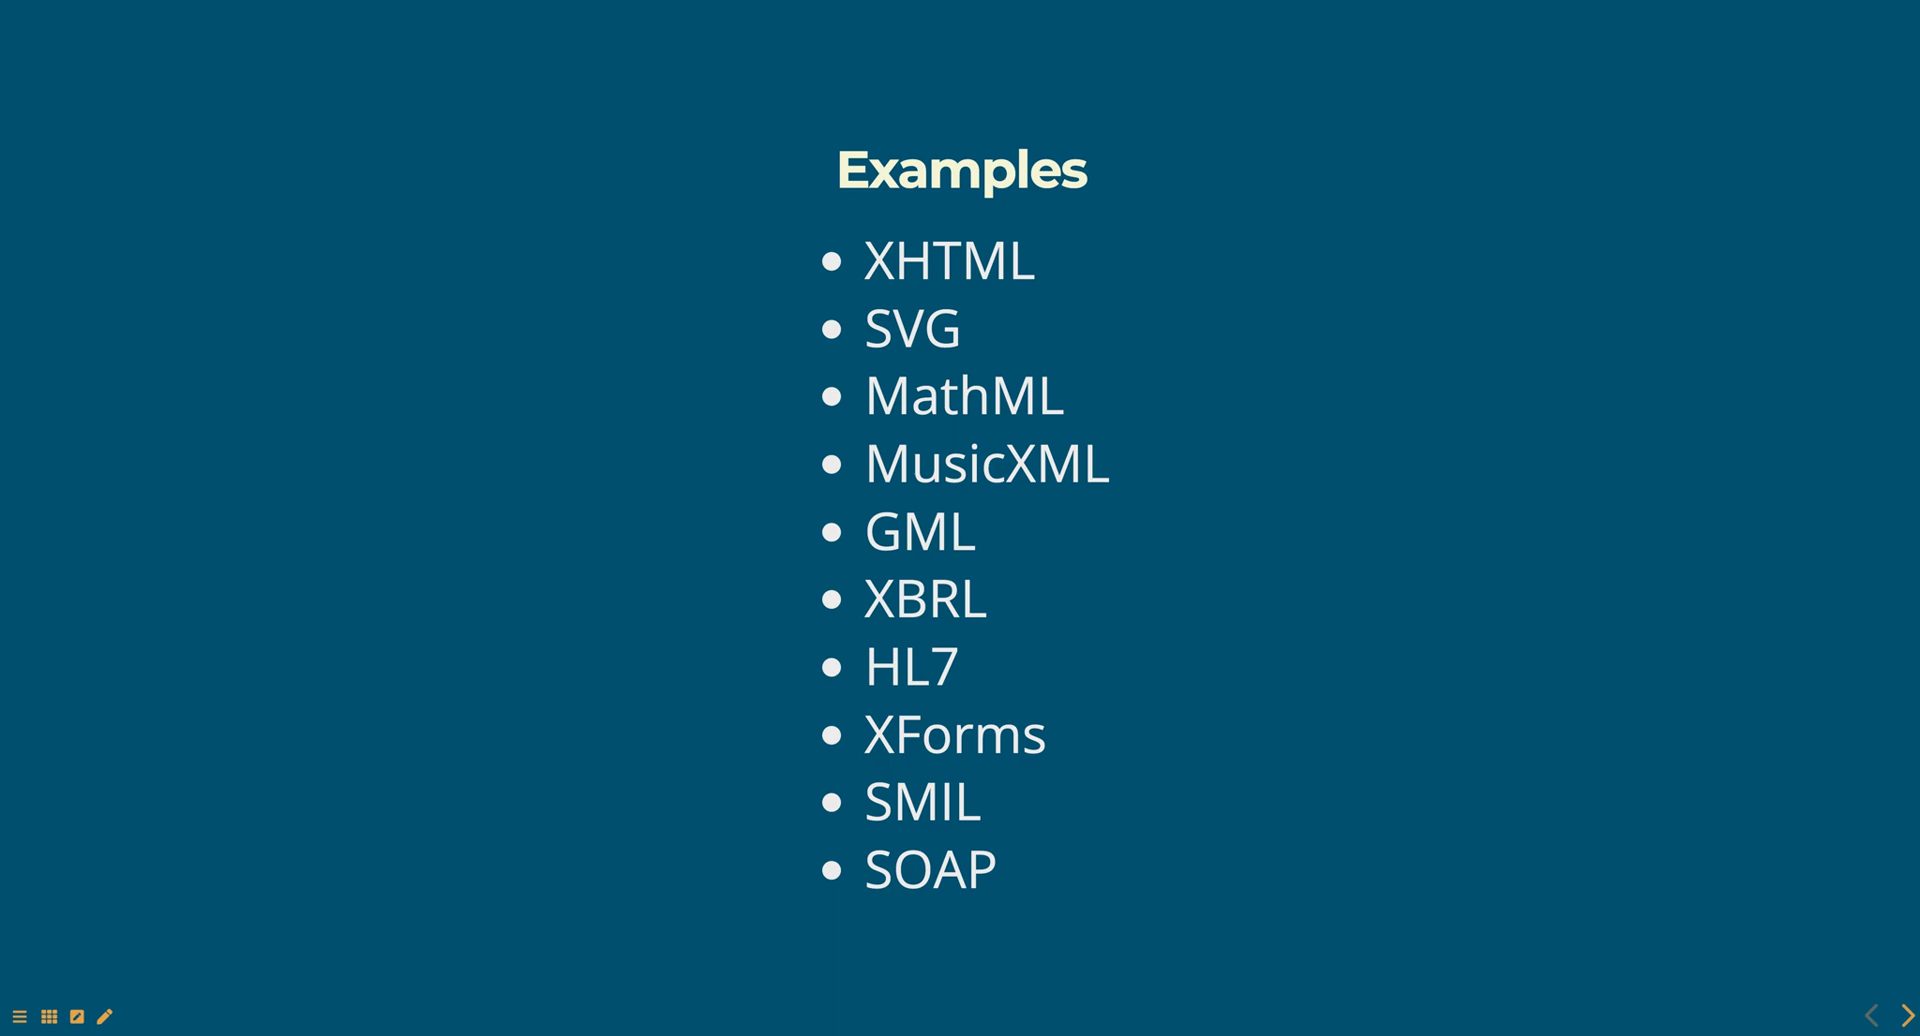 Examples
XHTML
SVG
MathML
MusicXML
GML
XBRL
HL7
XForms
SMIL
SOAP